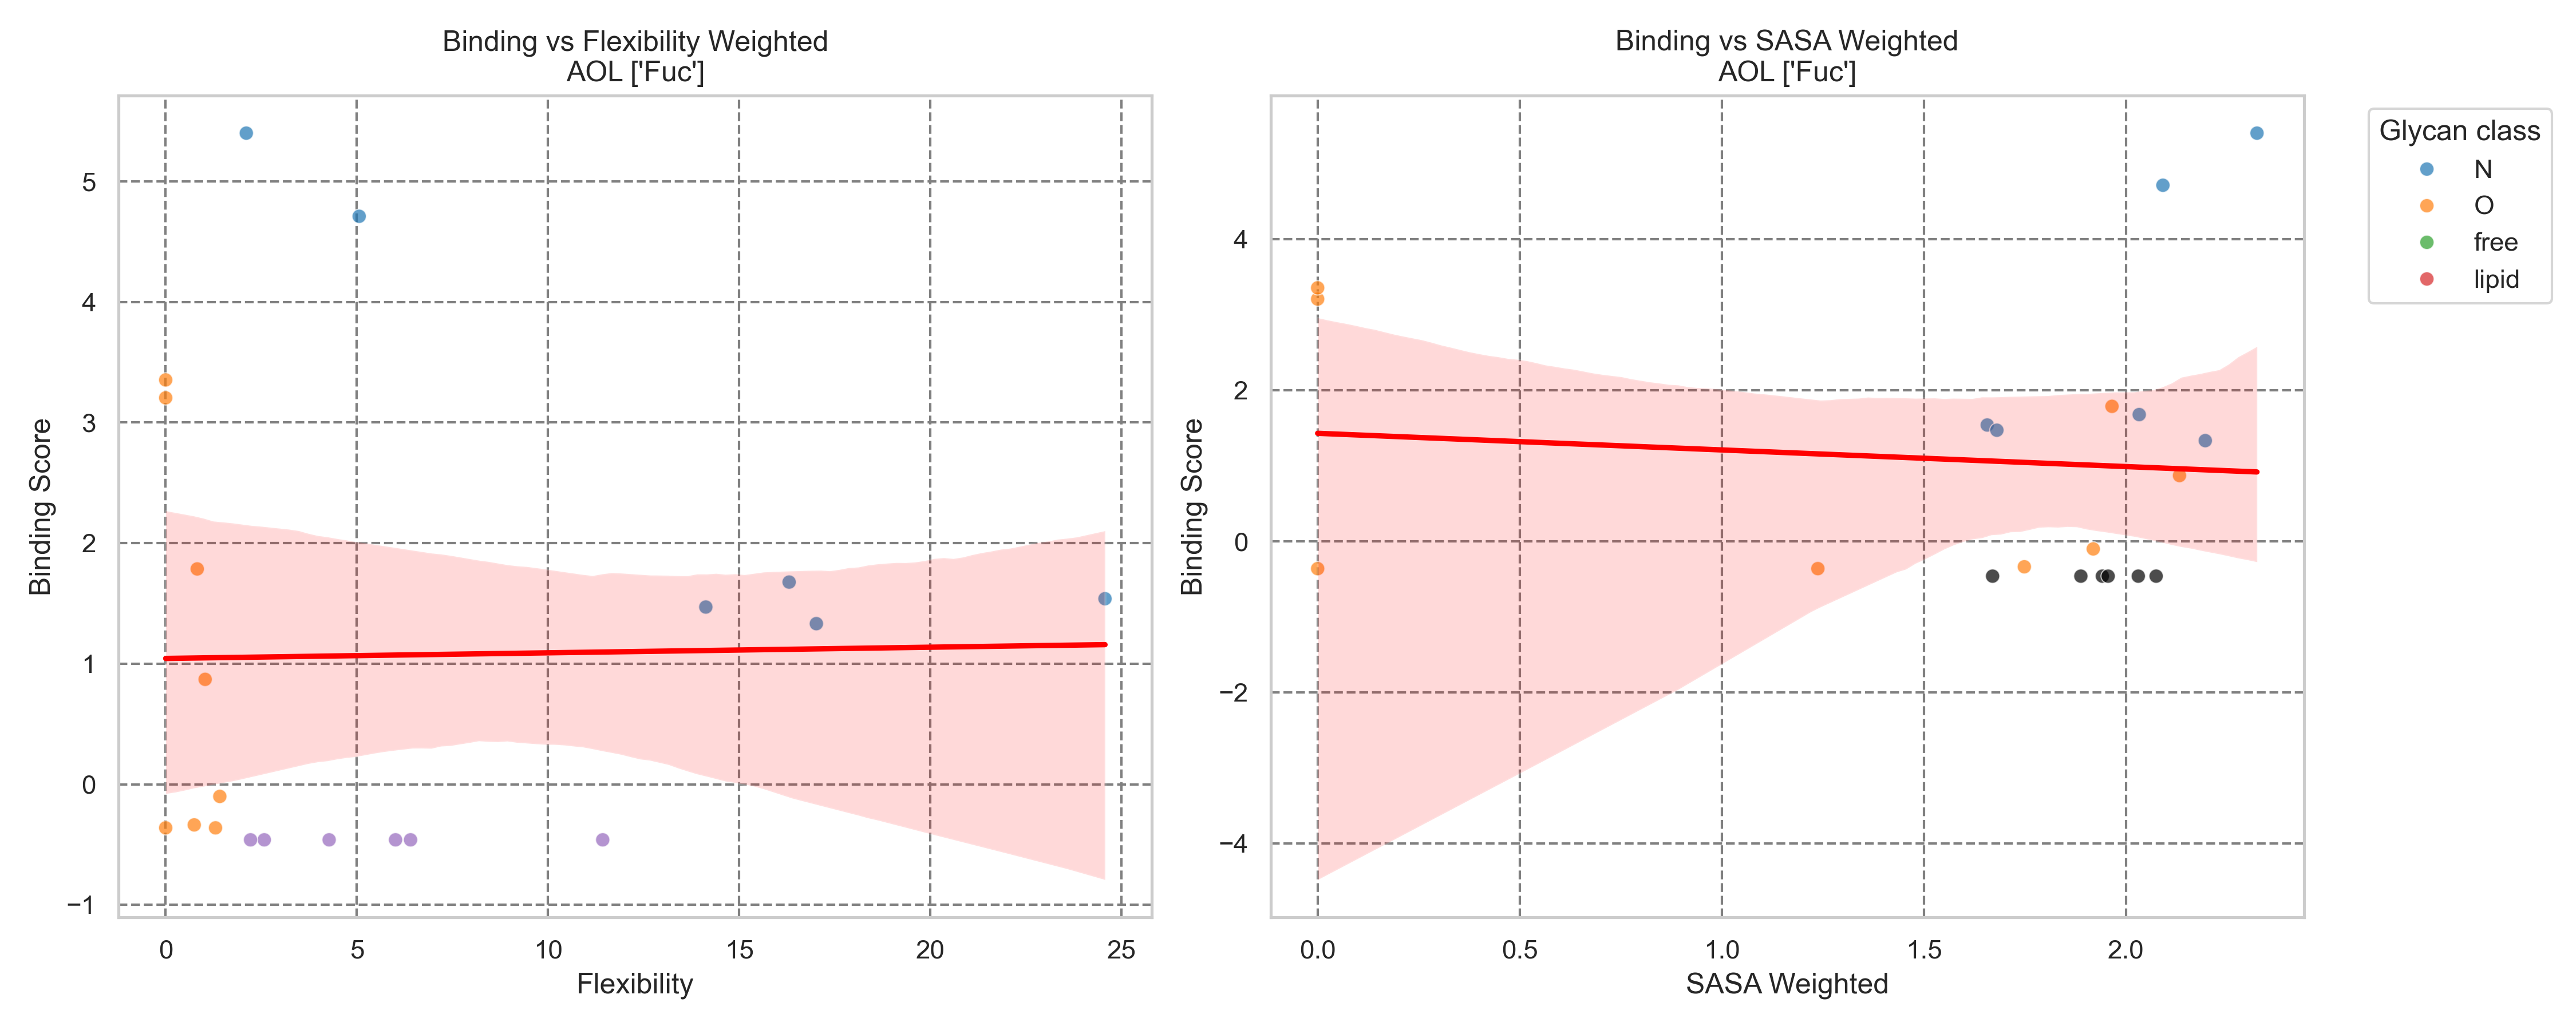 Binding vs Flexibility Weighted
AOL ['Fuc']
Binding Score
5
4
3
2
1
0
−1
0
5
10
15
20
25
Flexibility
Binding vs SASA Weighted
AOL ['Fuc']
Binding Score
4
2
0
−2
−4
0.0
0.5
1.0
1.5
2.0
SASA Weighted
Glycan class
N
O
free
lipid